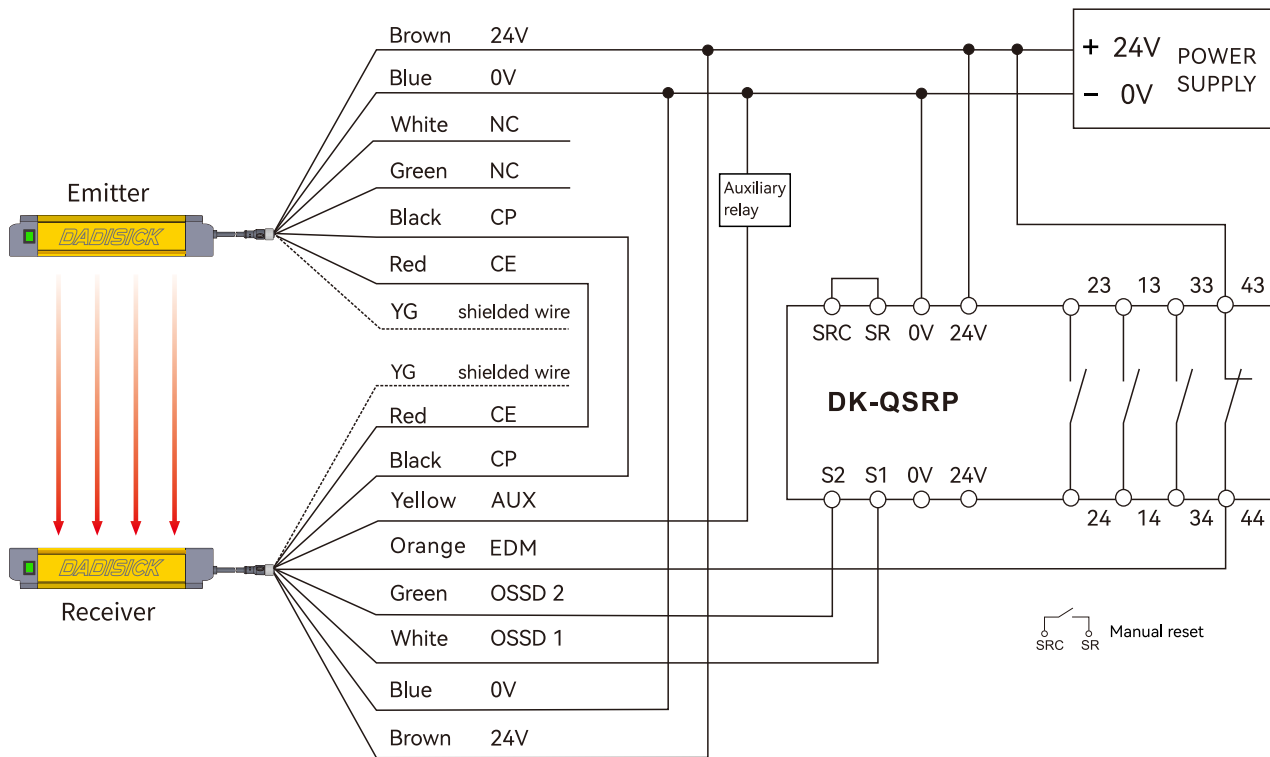 Brown 24V
Blue 0V
White NC
Green NC
Black CP
Red CE
YG shielded wire
Emitter
DADISICK
YG shielded wire
Red CE
Black CP
Yellow AUX
Orange EDM
Green OSSD 2
White OSSD 1
Blue 0V
Brown 24V
DADISICK
Receiver
Auxiliary
relay
+ 24V
- 0V
POWER
SUPPLY
23 13 33 43
SRC SR 0V 24V
DK-QSRP
S2 S1 0V 24V
24 14 34 44
SRC SR
Manual reset